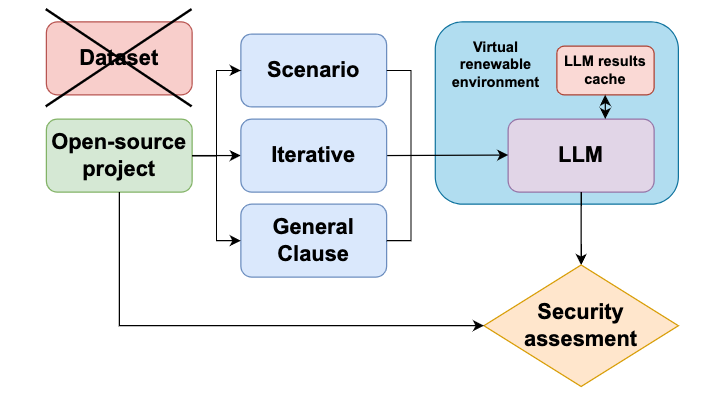 Dataset
Open-source
project
Scenario
Iterative
General
Clause
Virtual
renewable
environment
LLM results
cache
LLM
Security
assesment